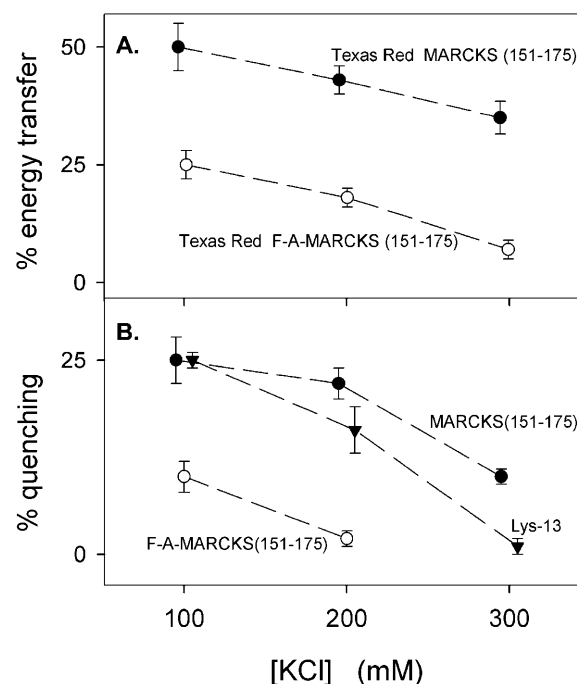 A.
50
25
0
% energy transfer
Texas Red MARCKS (151-175)
Texas Red F-A-MARCKS (151-175)
B.
25
0
% quenching
MARCKS(151-175)
Lys-13
F-A-MARCKS(151-175)
100 200 300
[KCl] (mM)